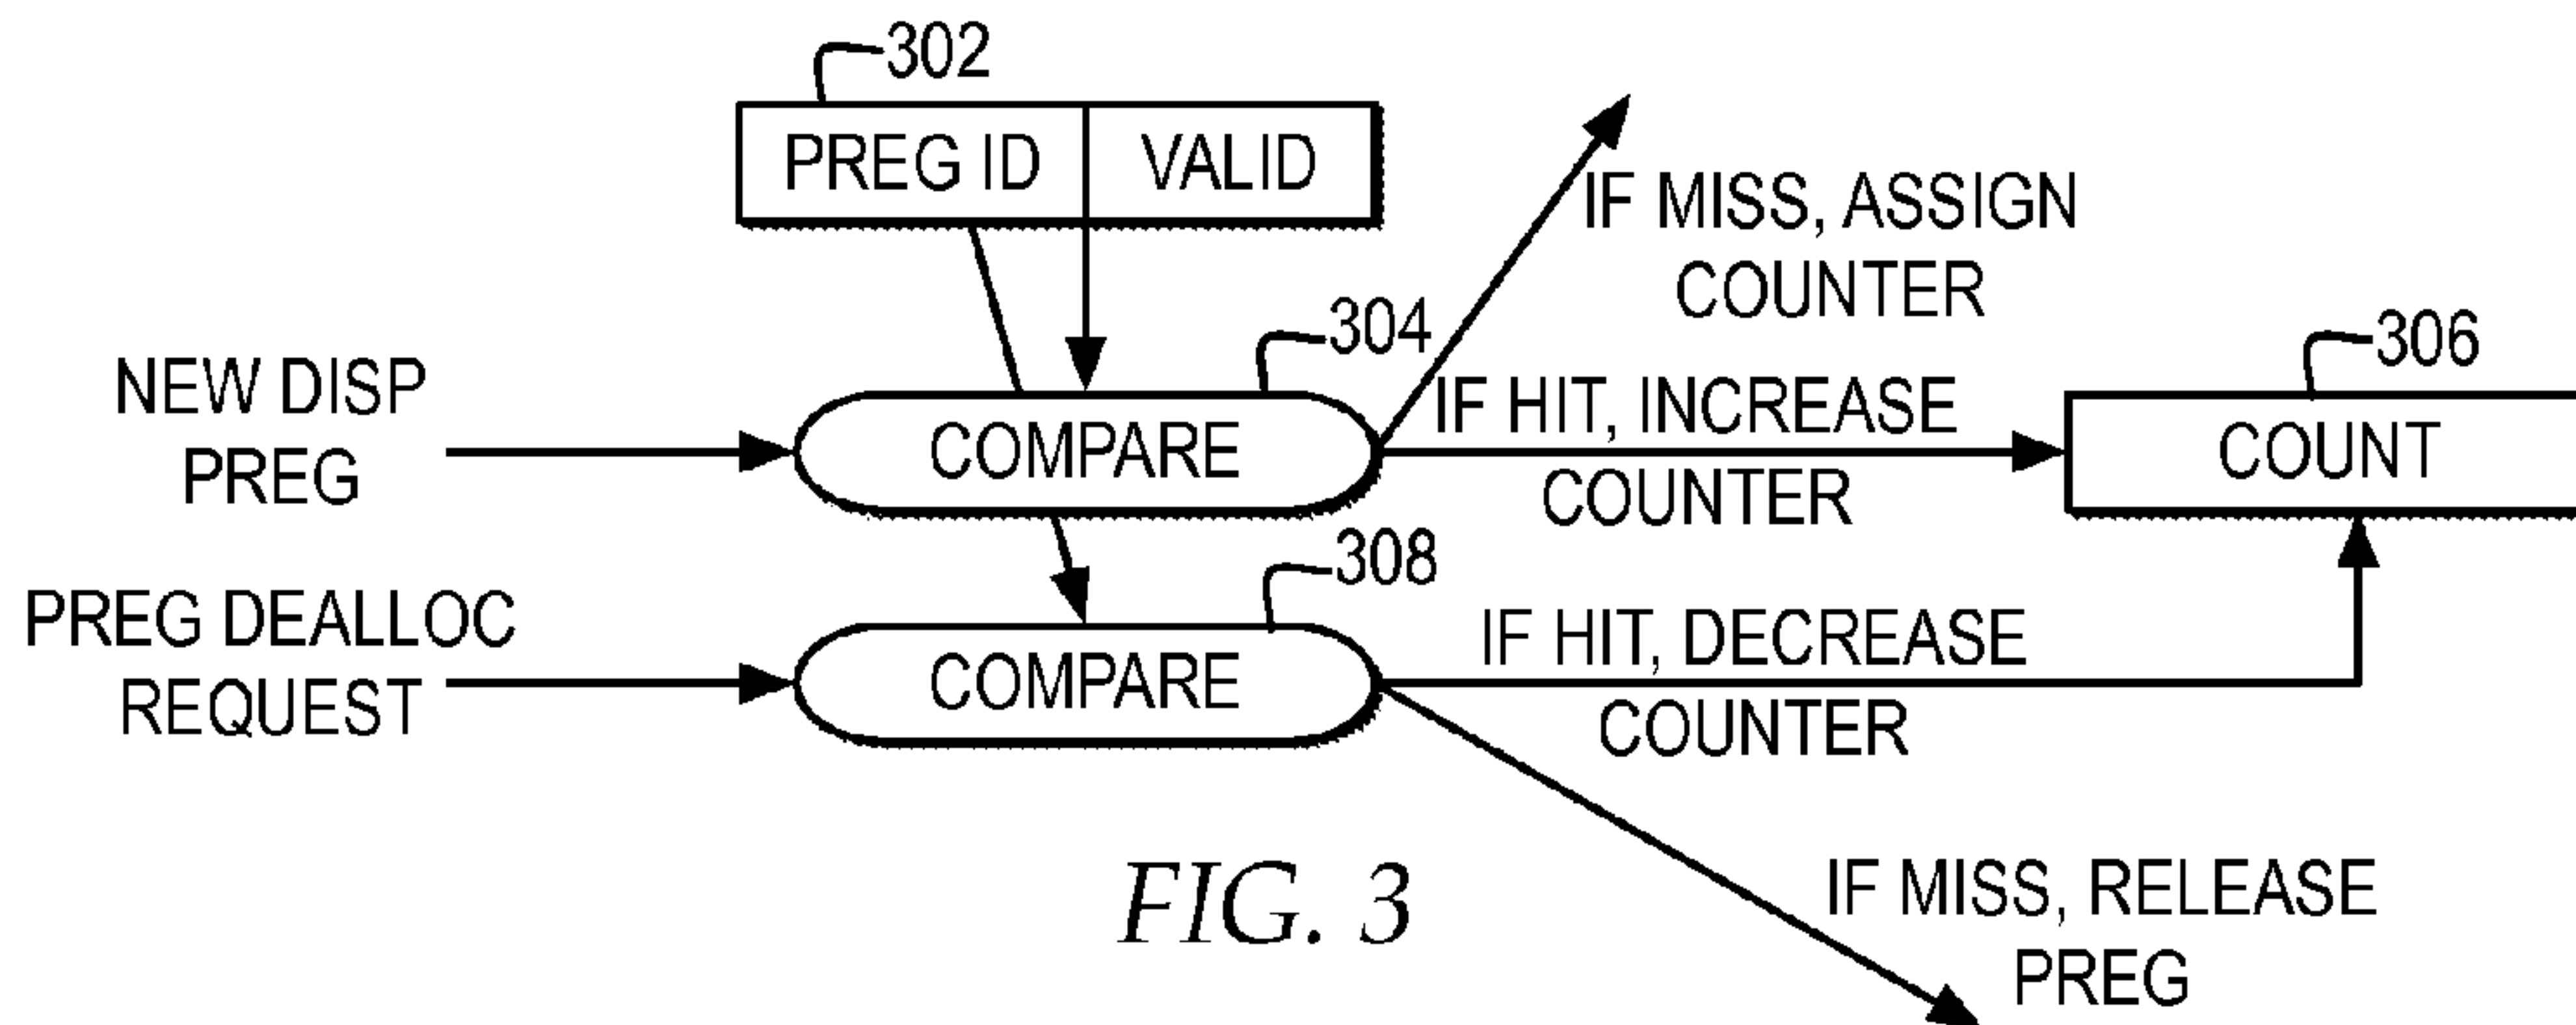 302
PREG ID VALID
IF MISS, ASSIGN
COUNTER
304
306
NEW DISP
PREG
COMPARE
IF HIT, INCREASE
COUNTER
COUNT
308
PREG DEALLOC
REQUEST
COMPARE
IF HIT, DECREASE
COUNTER
IF MISS, RELEASE
PREG
FIG. 3